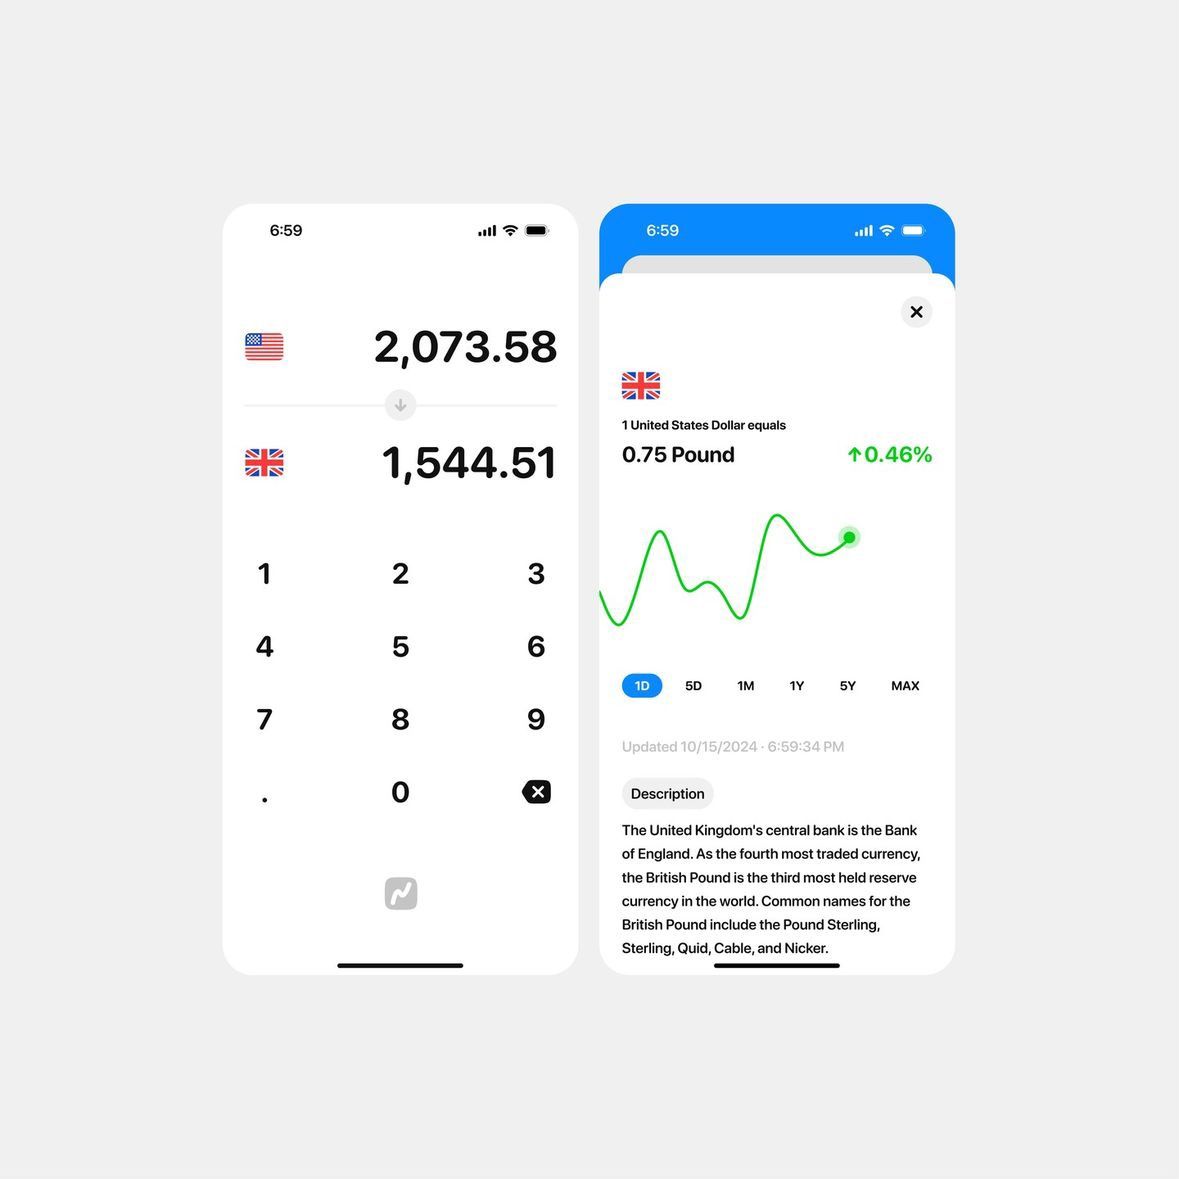 6:59
2,073.58
1,544.51
1 2 3
4 5 6
7 8 9
. 0
6:59
1 United States Dollar equals
0.75 Pound ↑0.46%
1D 5D 1M 1Y 5Y MAX
Updated 10/15/2024 · 6:59:34 PM
Description
The United Kingdom's central bank is the Bank
of England. As the fourth most traded currency,
the British Pound is the third most held reserve
currency in the world. Common names for the
British Pound include the Pound Sterling,
Sterling, Quid, Cable, and Nicker.